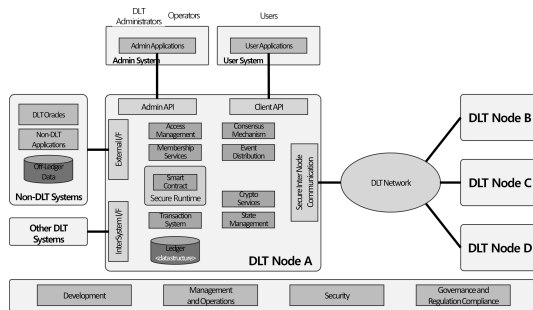 DLT
Administrators
Operators
Users
Admin Applications
Admin System
User Applications
User System
Admin API
Client API
DLT Oracles
Non-DLT
Applications
Off-Ledger
Data
Non-DLT Systems
Other DLT
Systems
External I/F
InterSystem I/F
Access
Management
Membership
Services
Smart
Contract
Secure Runtime
Transaction
System
Ledger
<datastructure>
Consensus
Mechanism
Event
Distribution
Crypto
Services
State
Management
DLT Node A
Secure Inter Node
Communication
DLT Network
DLT Node B
DLT Node C
DLT Node D
Development
Management
and Operations
Security
Governance and
Regulation Compliance